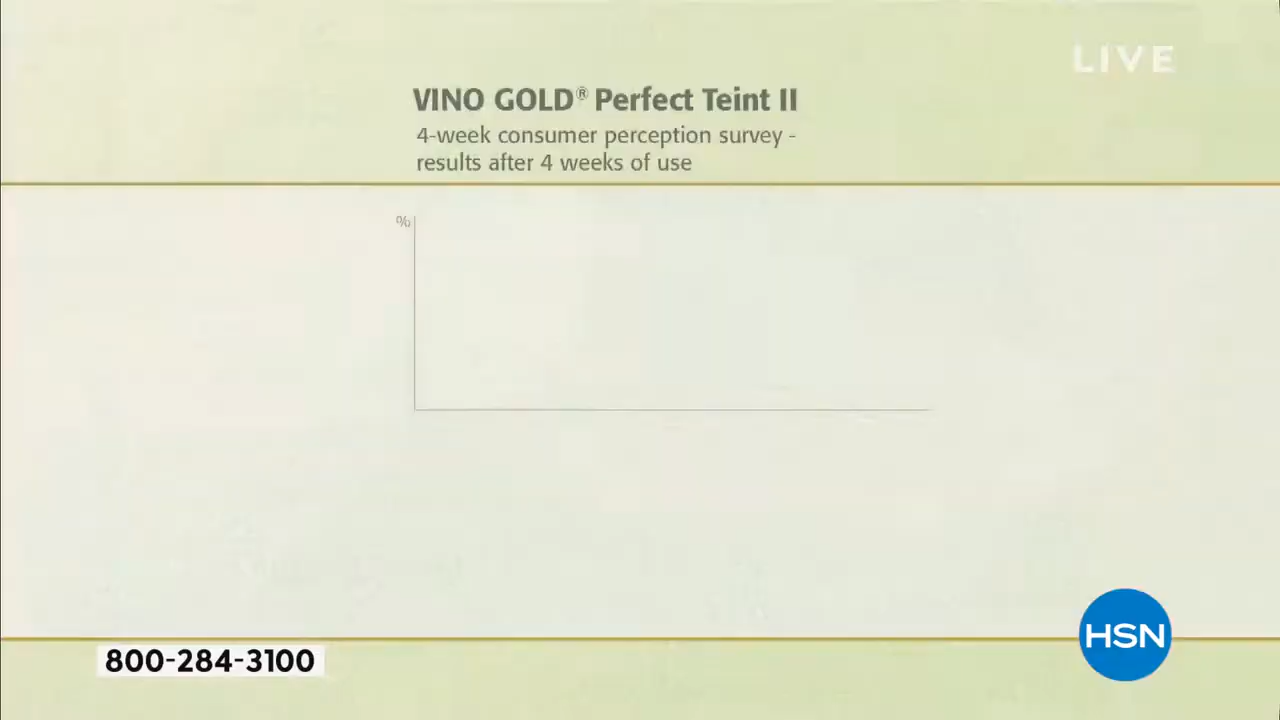 LIVE
VINO GOLD® Perfect Teint II
4-week consumer perception survey -
results after 4 weeks of use
%
HSN
800-284-3100